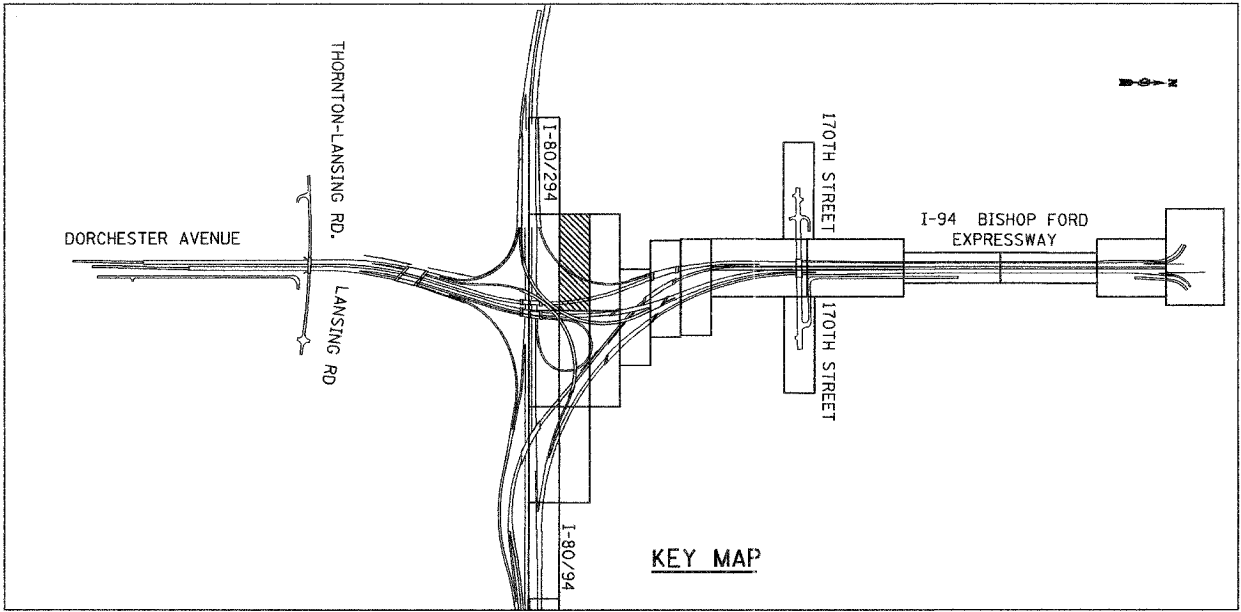 THORNTON-LANSING RD.
N
I-80/294
170TH STREET
I-94 BISHOP FORD
EXPRESSWAY
DORCHESTER AVENUE
LANSING RD
170TH STREET
I-80/94
KEY MAP